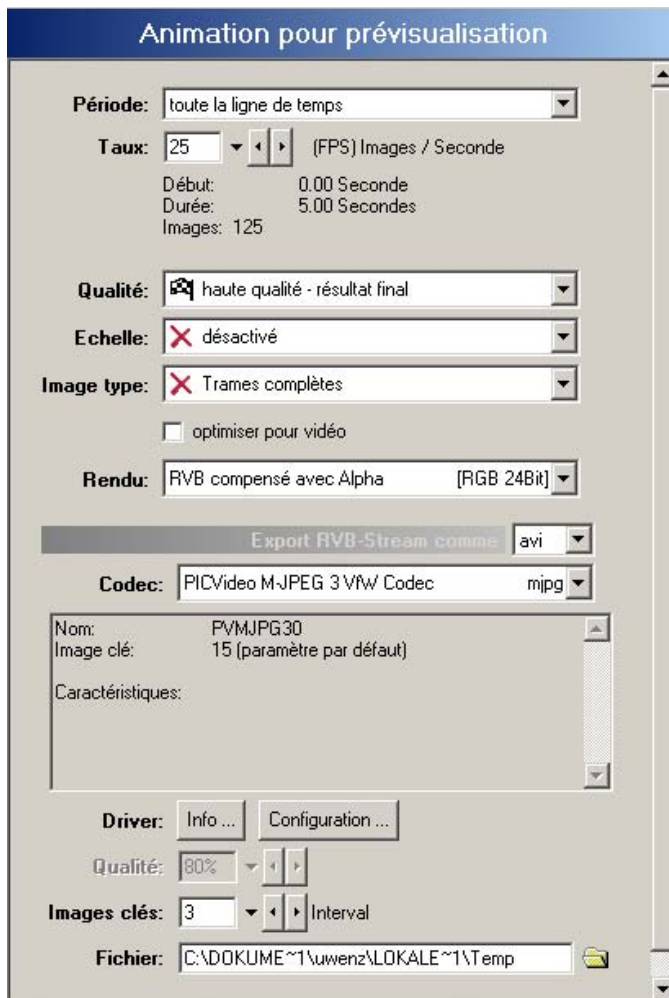 Animation pour prévisualisation
Période: toute la ligne de temps
Taux: 25 (FPS) Images / Seconde
Début: 0.00 Seconde
Durée: 5.00 Secondes
Images: 125
Qualité: haute qualité - résultat final
Echelle: désactivé
Image type: Trames complètes
optimiser pour vidéo
Rendu: RVB compensé avec Alpha [RGB 24Bit]
Export RVB-Stream comme avi
Codec: PICVideo M-JPEG 3 VfW Codec mjpg
Nom: PVMJPG30
Image clé: 15 (paramètre par défaut)
Caractéristiques:
Driver: Info ... Configuration ...
Qualité: 80%
Images clés: 3 Interval
Fichier: C:\DOKUME~1\uwenz\LOKALE~1\Temp